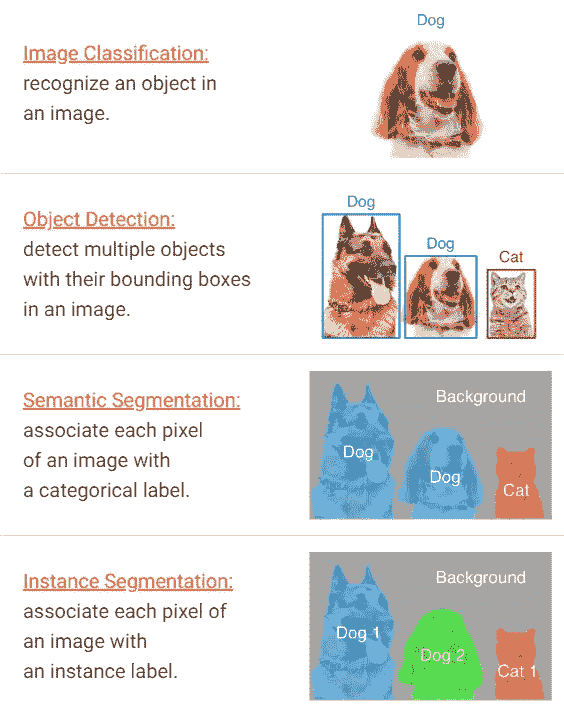 Dog
Image Classification:
recognize an object in
an image.
Dog
Object Detection:
Dog
detect multiple objects
Cat
with their bounding boxes
in an image.
Semantic Segmentation:
Background
associate each pixel
of an image with
Dog
Dog
a categorical label.
Cat
Instance Segmentation:
Background
associate each pixel of
an image with
Dog 1
Dog 2
an instance label.
Cat 1